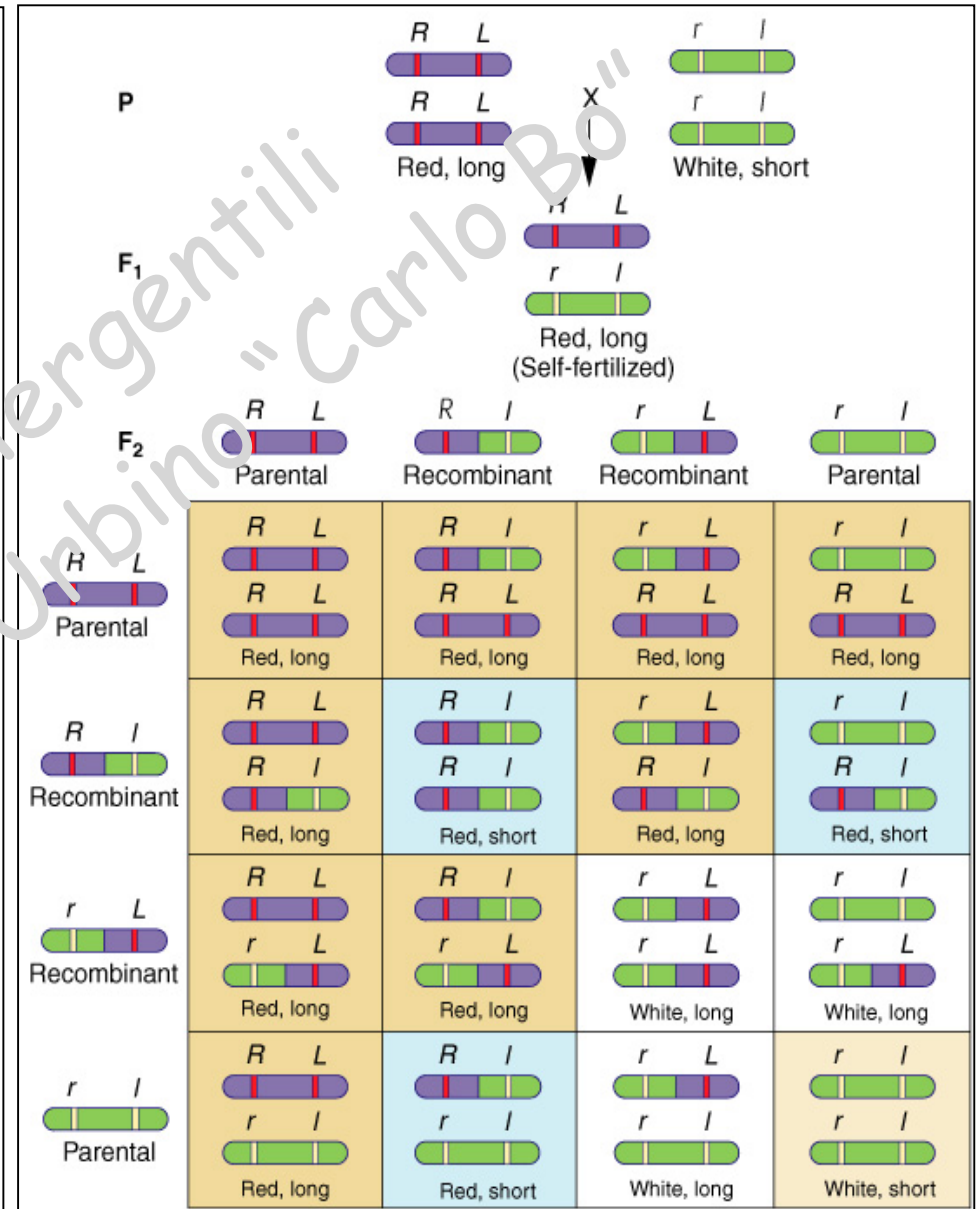 R L r l
P
R L X r l
Red, long White, short
R L
F₁
r l
Red, long
(Self-fertilized)
R L R l r L r l
F₂
Parental Recombinant Recombinant Parental
R L R l r L r l
R L
R L R L R L R L
Parental
Red, long Red, long Red, long Red, long
R L R l r L r l
R l
R l R l R l R l
Recombinant
Red, long Red, short Red, long Red, short
R L R l r L r l
r L
r L r L r L r L
Recombinant
Red, long Red, long White, long White, long
R L R l r L r l
r l
r l r l r l r l
Parental
Red, long Red, short White, long White, short
ergentili
Urbino "Carlo Bo"